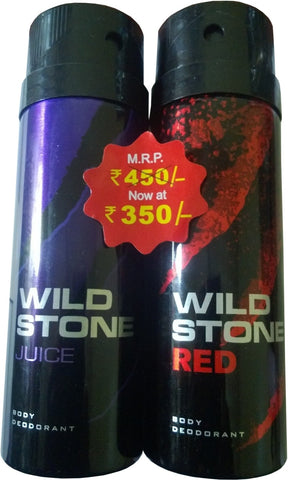 M.R.P.
₹ 450/-
Now at
₹ 350/-
WILD
STONE
JUICE
BODY
DEODORANT
WILD
STONE
RED
BODY
DEODORANT